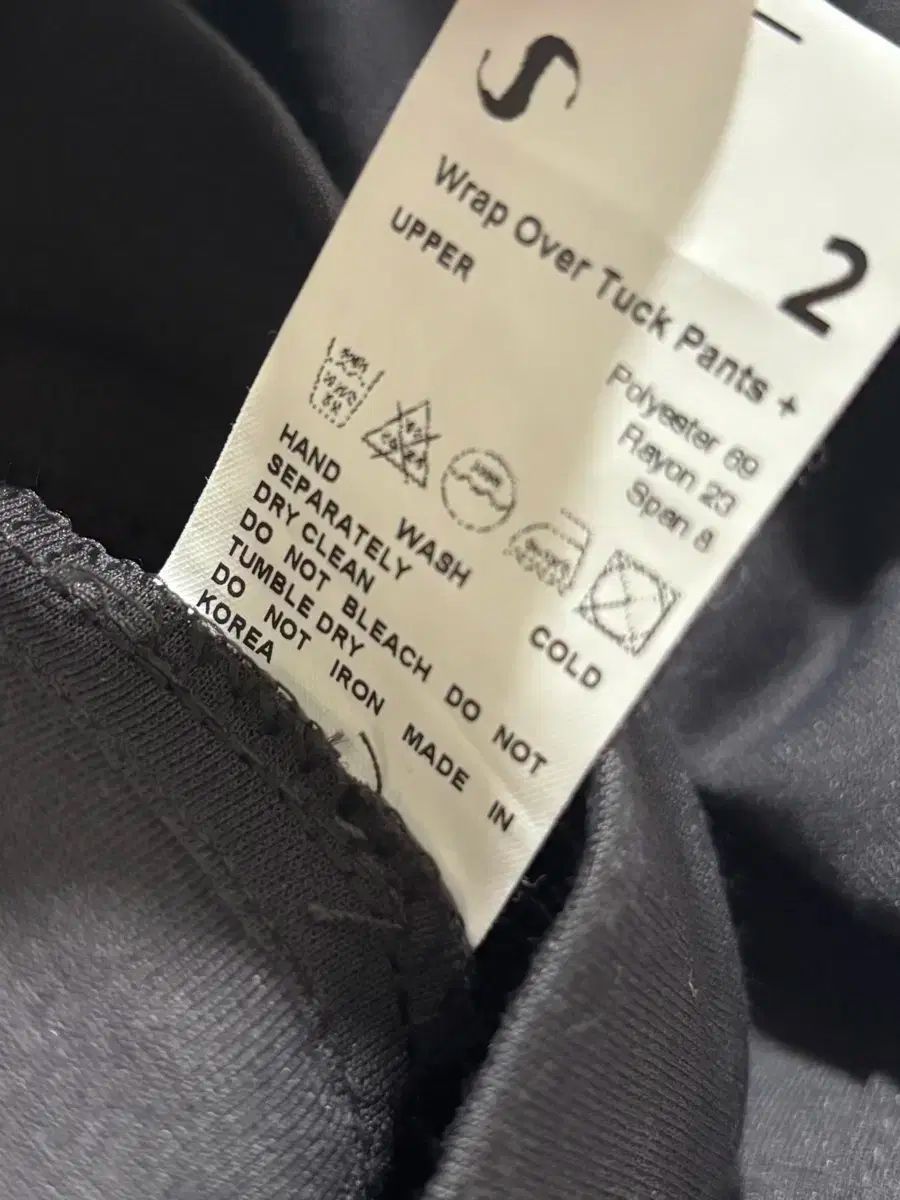 S
2
Wrap Over Tuck Pants +
UPPER
Polyester 69
Rayon 23
Span 8
HAND WASH COLD
SEPARATELY
DRY CLEAN
DO NOT BLEACH DO NOT
TUMBLE DRY
DO NOT IRON MADE IN
KOREA